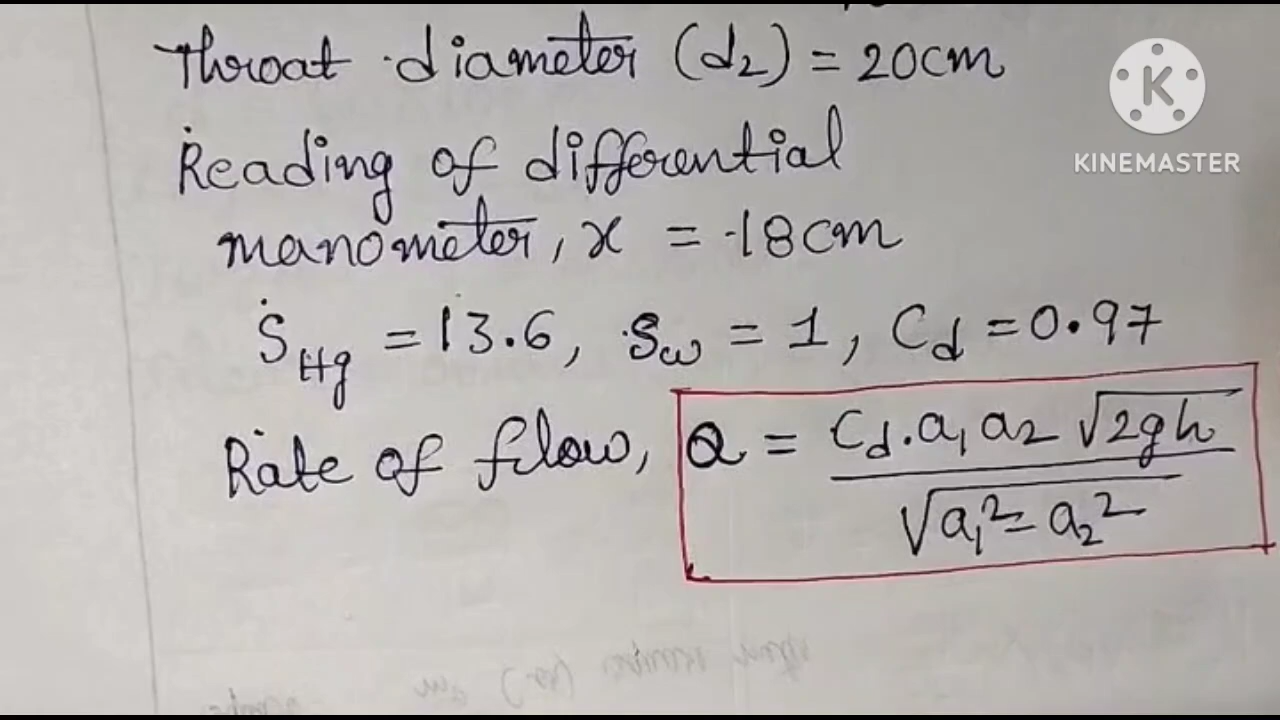 Throat diameter (d₂) = 20cm
K
KINEMASTER
Reading of differential
manometer, x = 18cm
S_Hg = 13.6, S_w = 1, C_d = 0.97
Rate of flow, Q = C_d.a₁a₂√2gh / √a₁²-a₂²